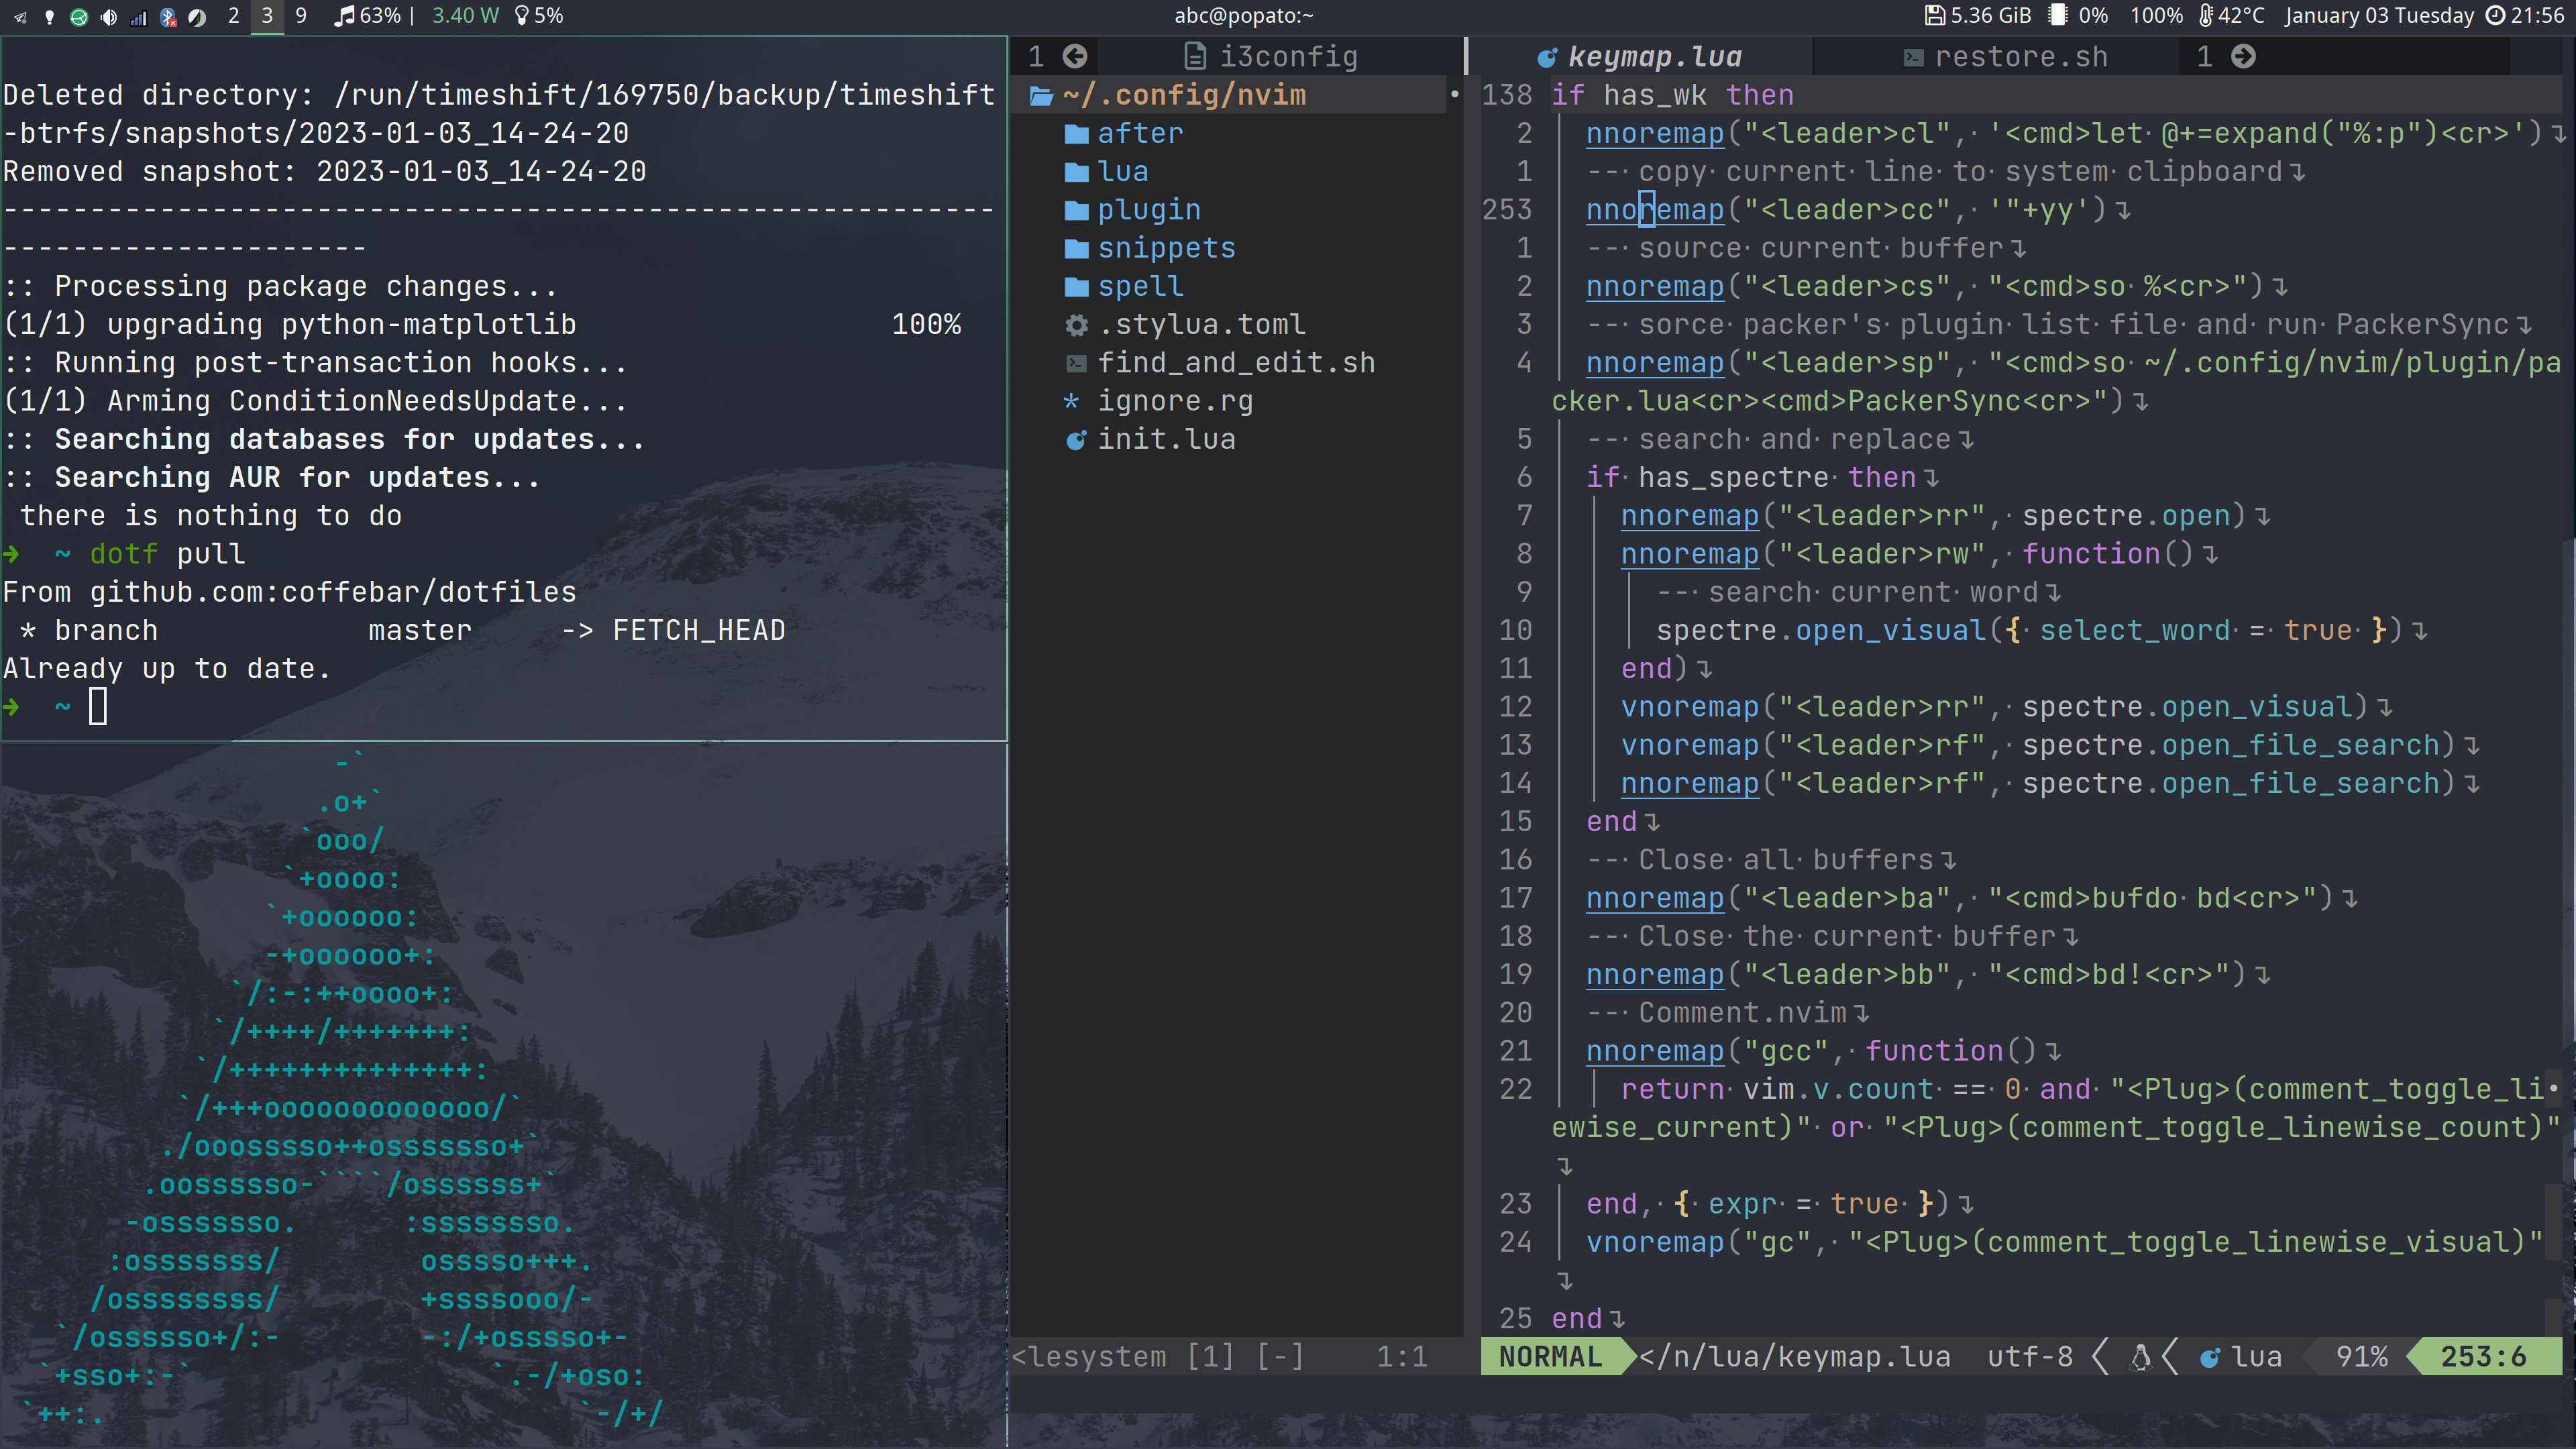 2 3 9 63% | 3.40 W 5%
abc@popato:~
5.36 GiB 0% 100% 42°C January 03 Tuesday 21:56
Deleted directory: /run/timeshift/169750/backup/timeshift
-btrfs/snapshots/2023-01-03_14-24-20
Removed snapshot: 2023-01-03_14-24-20
---------------------------------------------------------
---------------------
:: Processing package changes...
(1/1) upgrading python-matplotlib 100%
:: Running post-transaction hooks...
(1/1) Arming ConditionNeedsUpdate...
:: Searching databases for updates...
:: Searching AUR for updates...
there is nothing to do
➜ ~ dotf pull
From github.com:coffebar/dotfiles
* branch master -> FETCH_HEAD
Already up to date.
➜ ~
-`
.o+`
`ooo/
`+oooo:
`+oooooo:
-+oooooo+:
`/:-:++oooo+:
`/++++/+++++++:
`/++++++++++++++:
`/+++ooooooooooooo/`
./ooosssso++osssssso+`
.oossssso-````/ossssss+`
-osssssso. :ssssssso.
:osssssss/ osssso+++.
/ossssssss/ +ssssooo/-
`/ossssso+/:- -:/+osssso+-
`+sso+:-` `.-/+oso:
`++:. `-/+/
1 i3config keymap.lua restore.sh 1
~/.config/nvim
after
lua
plugin
snippets
spell
.stylua.toml
find_and_edit.sh
* ignore.rg
init.lua
<lesystem [1] [-] 1:1
138 if has_wk then
2 nnoremap("<leader>cl",·'<cmd>let·@+=expand("%:p")<cr>')↴
1 --·copy·current·line·to·system·clipboard↴
253 nnoremap("<leader>cc",·'"+yy')↴
1 --·source·current·buffer↴
2 nnoremap("<leader>cs",·"<cmd>so·%<cr>")↴
3 --·sorce·packer's·plugin·list·file·and·run·PackerSync↴
4 nnoremap("<leader>sp",·"<cmd>so·~/.config/nvim/plugin/pa
cker.lua<cr><cmd>PackerSync<cr>")↴
5 --·search·and·replace↴
6 if·has_spectre·then↴
7 nnoremap("<leader>rr",·spectre.open)↴
8 nnoremap("<leader>rw",·function()↴
9 --·search·current·word↴
10 spectre.open_visual({·select_word·=·true·})↴
11 end)↴
12 vnoremap("<leader>rr",·spectre.open_visual)↴
13 vnoremap("<leader>rf",·spectre.open_file_search)↴
14 nnoremap("<leader>rf",·spectre.open_file_search)↴
15 end↴
16 --·Close·all·buffers↴
17 nnoremap("<leader>ba",·"<cmd>bufdo·bd<cr>")↴
18 --·Close·the·current·buffer↴
19 nnoremap("<leader>bb",·"<cmd>bd!<cr>")↴
20 --·Comment.nvim↴
21 nnoremap("gcc",·function()↴
22 return·vim.v.count·==·0·and·"<Plug>(comment_toggle_li
ewise_current)"·or·"<Plug>(comment_toggle_linewise_count)"
↴
23 end,·{·expr·=·true·})↴
24 vnoremap("gc",·"<Plug>(comment_toggle_linewise_visual)"
↴
25 end↴
NORMAL </n/lua/keymap.lua utf-8 lua 91% 253:6